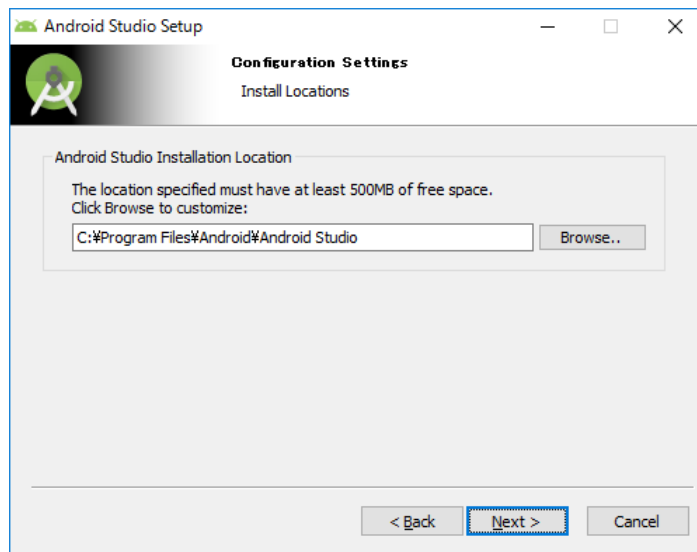 Android Studio Setup
Configuration Settings
Install Locations
Android Studio Installation Location
The location specified must have at least 500MB of free space.
Click Browse to customize:
C:¥Program Files¥Android¥Android Studio
Browse..
< Back
Next >
Cancel